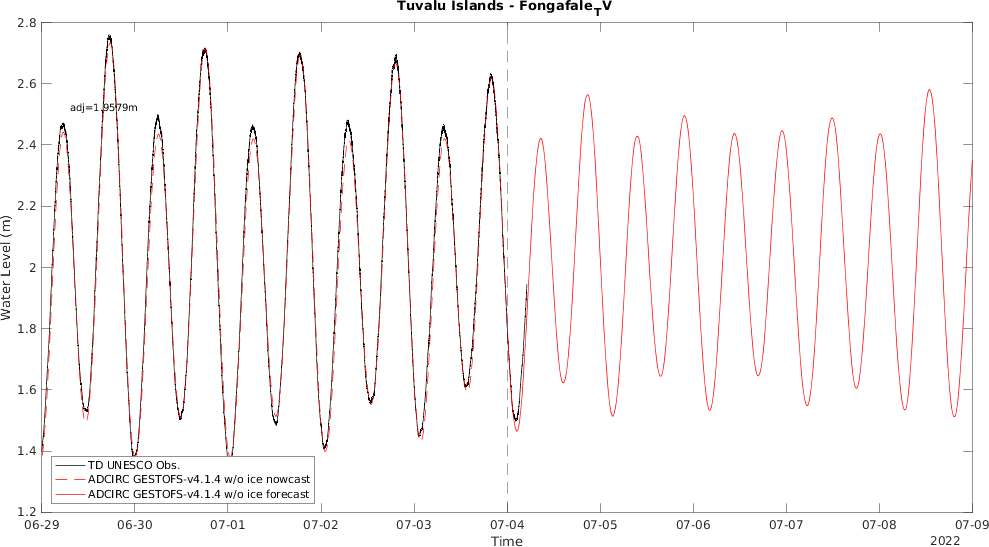 Tuvalu Islands - Fongafale_TV
2.8
2.6
2.4
2.2
2
1.8
1.6
1.4
1.2
Water Level (m)
adj=1.9579m
TD UNESCO Obs.
ADCIRC GESTOFS-v4.1.4 w/o ice nowcast
ADCIRC GESTOFS-v4.1.4 w/o ice forecast
06-29 06-30 07-01 07-02 07-03 07-04 07-05 07-06 07-07 07-08 07-09
Time
2022